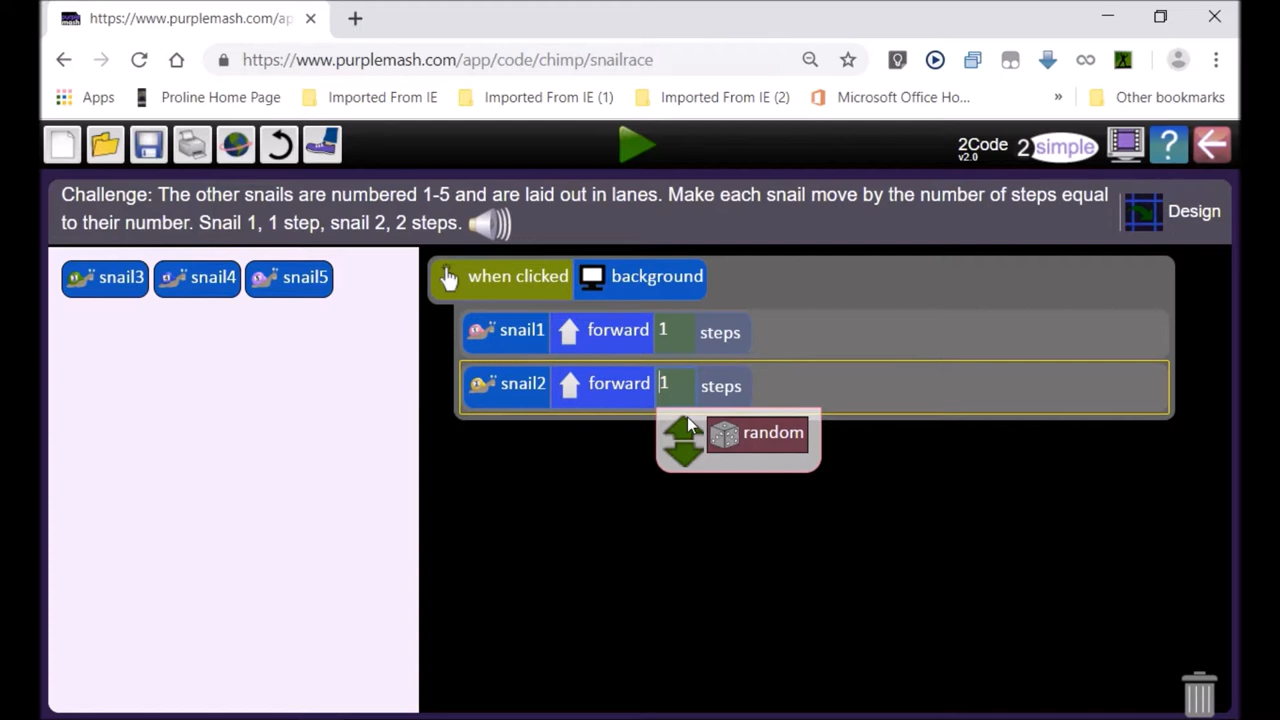 https://www.purplemash.com/ap
https://www.purplemash.com/app/code/chimp/snailrace
Apps
Proline Home Page
Imported From IE
Imported From IE (1)
Imported From IE (2)
Microsoft Office Ho...
»
Other bookmarks
2Code
v2.0
2simple
?
Challenge: The other snails are numbered 1-5 and are laid out in lanes. Make each snail move by the number of steps equal
to their number. Snail 1, 1 step, snail 2, 2 steps.
Design
snail3 snail4 snail5
when clicked background
snail1 forward 1 steps
snail2 forward 1 steps
random